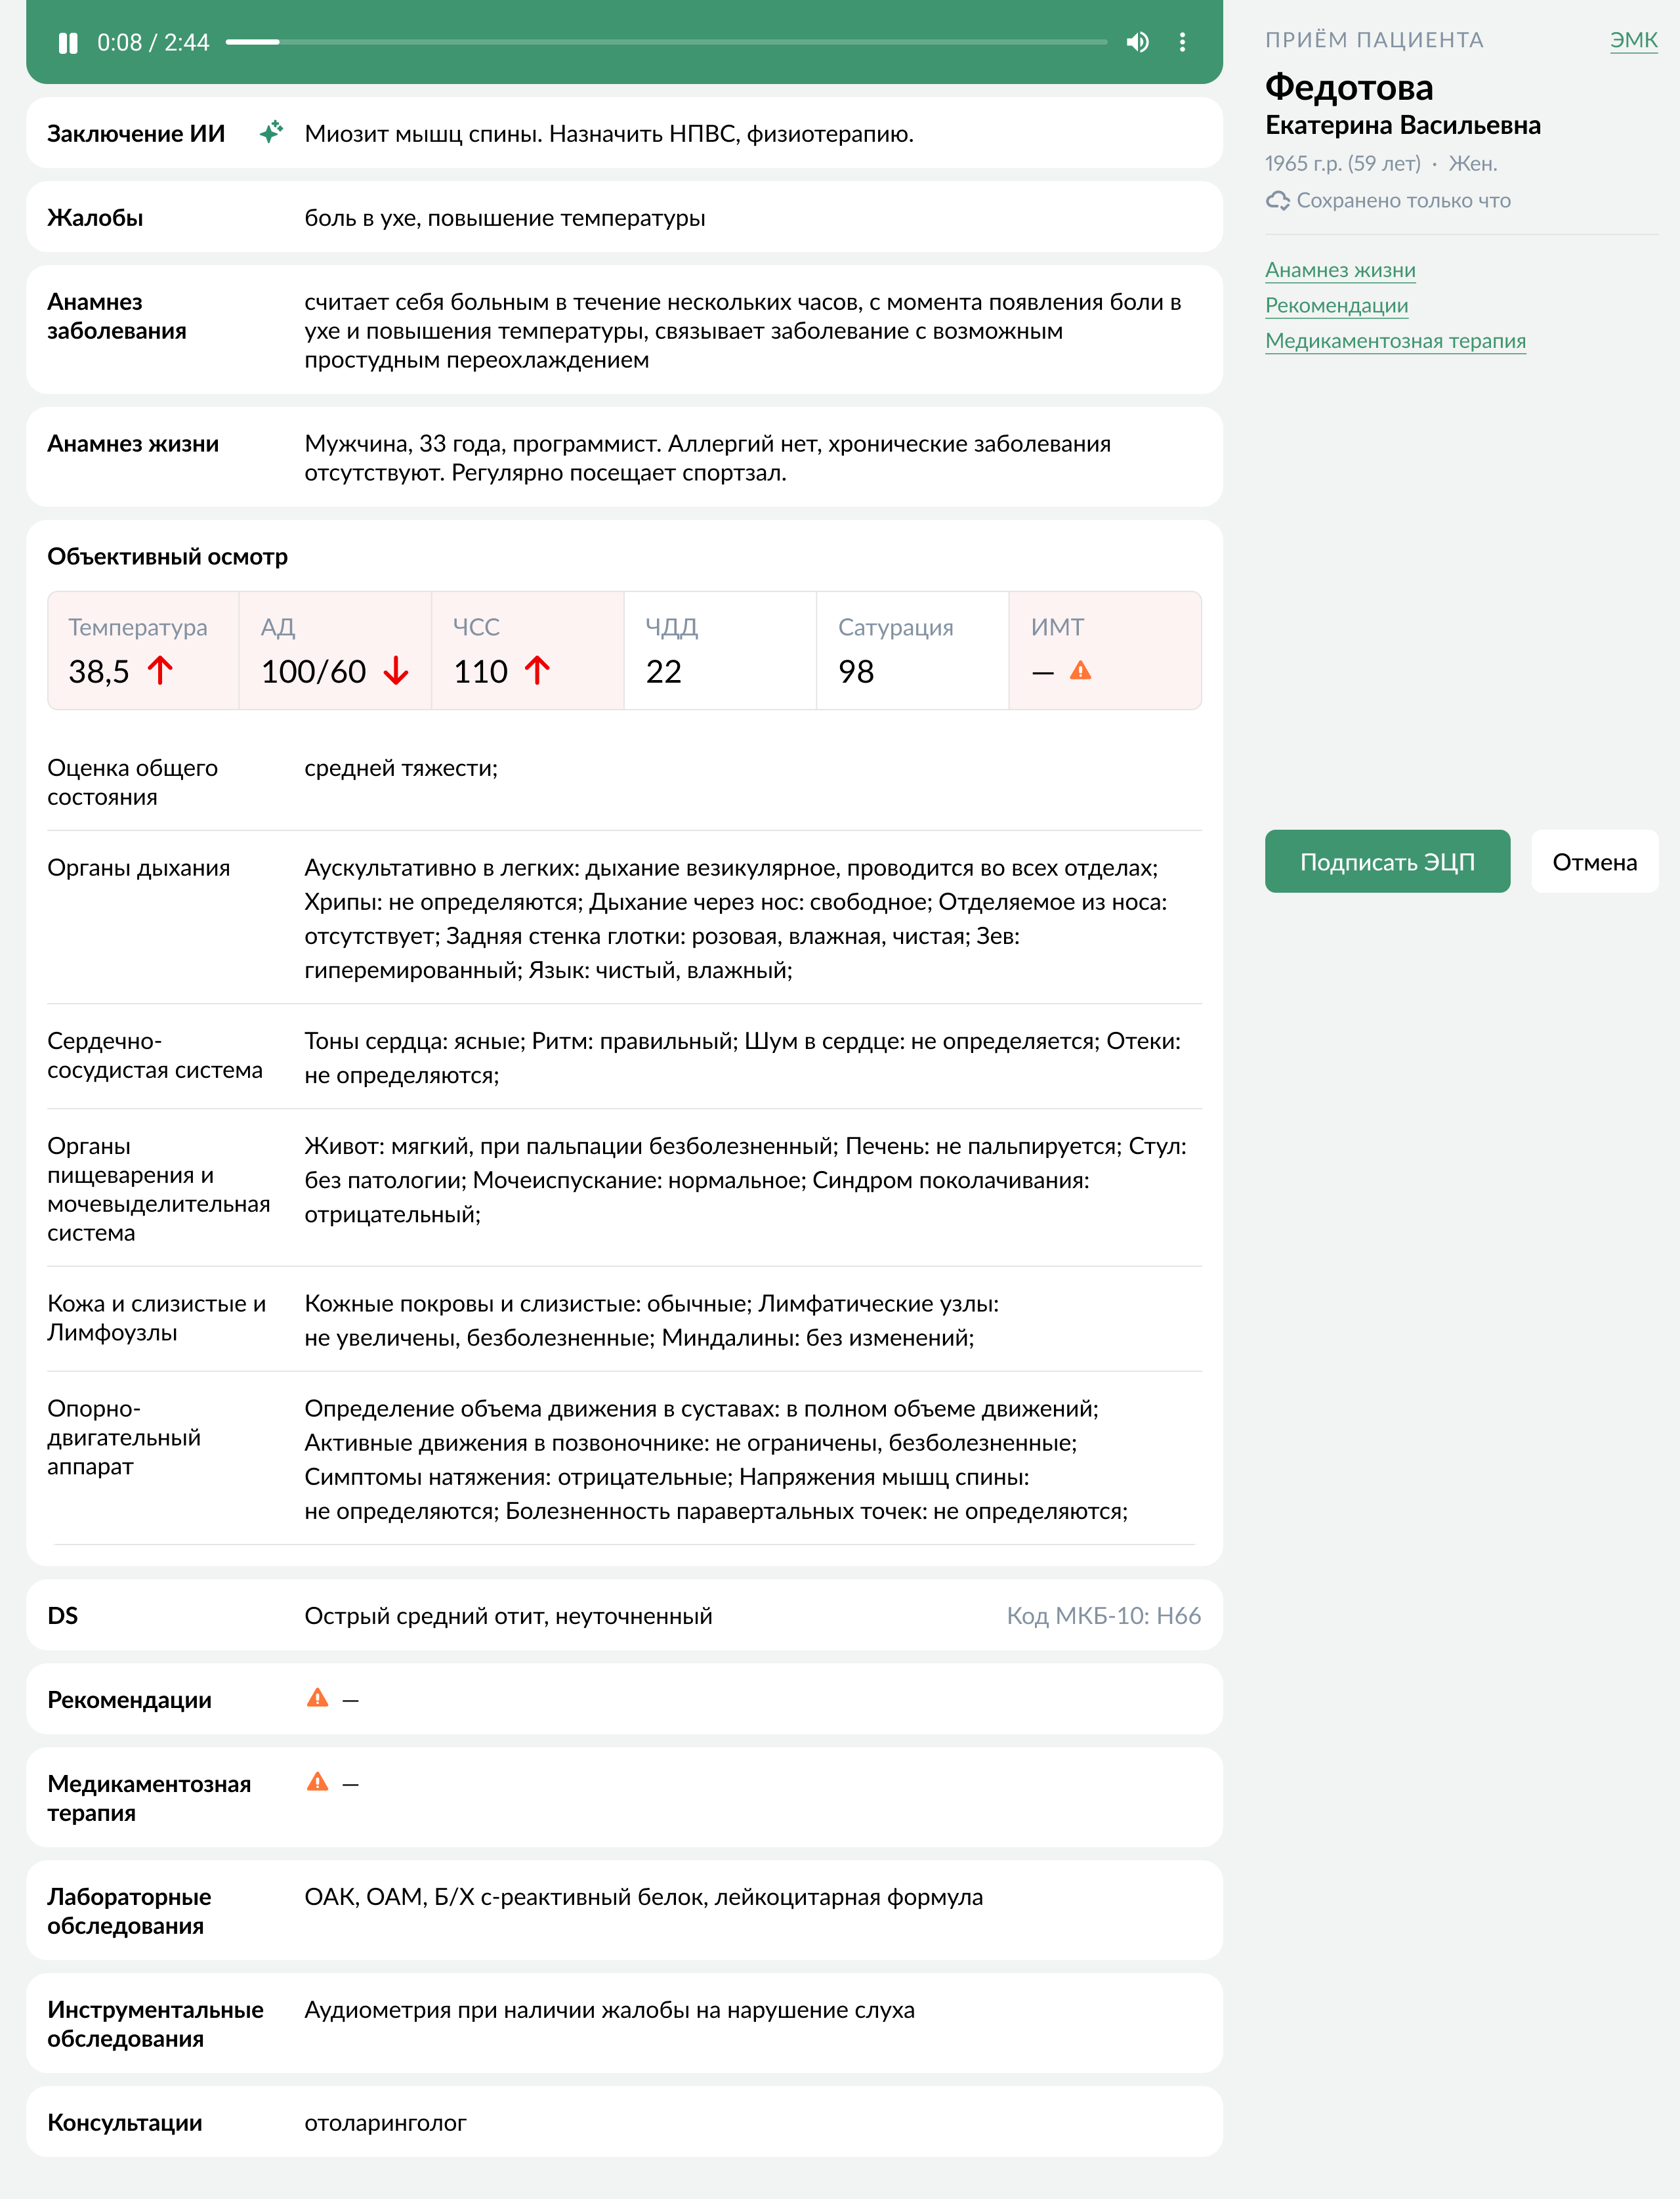 0:08 / 2:44
Заключение ИИ
Миозит мышц спины. Назначить НПВС, физиотерапию.
Жалобы
боль в ухе, повышение температуры
Анамнез
заболевания
считает себя больным в течение нескольких часов, с момента появления боли в
ухе и повышения температуры, связывает заболевание с возможным
простудным переохлаждением
Анамнез жизни
Мужчина, 33 года, программист. Аллергий нет, хронические заболевания
отсутствуют. Регулярно посещает спортзал.
Объективный осмотр
Температура
38,5
АД
100/60
ЧСС
110
ЧДД
22
Сатурация
98
ИМТ
—
Оценка общего
состояния
средней тяжести;
Органы дыхания
Аускультативно в легких: дыхание везикулярное, проводится во всех отделах;
Хрипы: не определяются; Дыхание через нос: свободное; Отделяемое из носа:
отсутствует; Задняя стенка глотки: розовая, влажная, чистая; Зев:
гиперемированный; Язык: чистый, влажный;
Сердечно-
сосудистая система
Тоны сердца: ясные; Ритм: правильный; Шум в сердце: не определяется; Отеки:
не определяются;
Органы
пищеварения и
мочевыделительная
система
Живот: мягкий, при пальпации безболезненный; Печень: не пальпируется; Стул:
без патологии; Мочеиспускание: нормальное; Синдром поколачивания:
отрицательный;
Кожа и слизистые и
Лимфоузлы
Кожные покровы и слизистые: обычные; Лимфатические узлы:
не увеличены, безболезненные; Миндалины: без изменений;
Опорно-
двигательный
аппарат
Определение объема движения в суставах: в полном объеме движений;
Активные движения в позвоночнике: не ограничены, безболезненные;
Симптомы натяжения: отрицательные; Напряжения мышц спины:
не определяются; Болезненность паравертальных точек: не определяются;
DS
Острый средний отит, неуточненный
Код МКБ-10: H66
Рекомендации
—
Медикаментозная
терапия
—
Лабораторные
обследования
ОАК, ОАМ, Б/Х с-реактивный белок, лейкоцитарная формула
Инструментальные
обследования
Аудиометрия при наличии жалобы на нарушение слуха
Консультации
отоларинголог
ПРИЁМ ПАЦИЕНТА
ЭМК
Федотова
Екатерина Васильевна
1965 г.р. (59 лет) · Жен.
Сохранено только что
Анамнез жизни
Рекомендации
Медикаментозная терапия
Подписать ЭЦП
Отмена